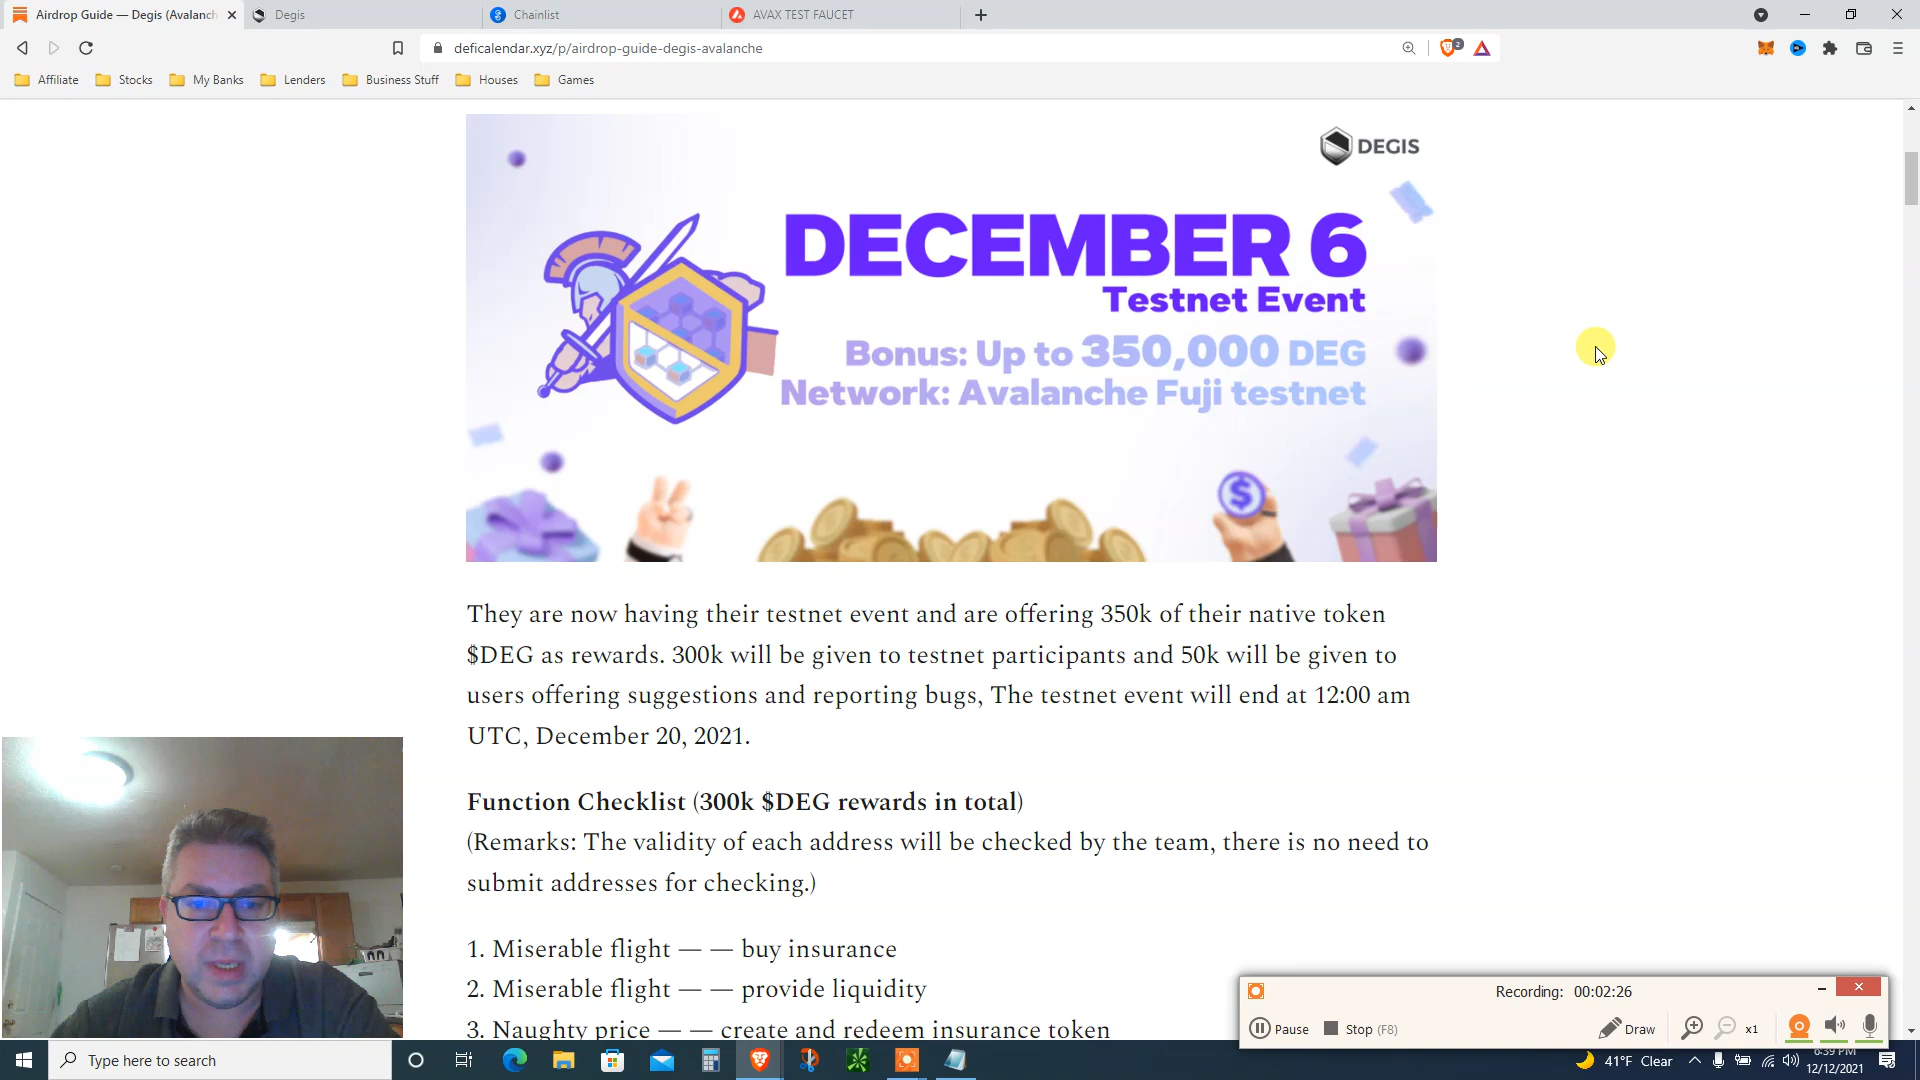 Airdrop Guide — Degis (Avalanch
Degis
Chainlist
AVAX TEST FAUCET
deficalendar.xyz/p/airdrop-guide-degis-avalanche
2
Affiliate
Stocks
My Banks
Lenders
Business Stuff
Houses
Games
DEGIS
DECEMBER 6
Testnet Event
Bonus: Up to 350,000 DEG
Network: Avalanche Fuji testnet
$
They are now having their testnet event and are offering 350k of their native token
$DEG as rewards. 300k will be given to testnet participants and 50k will be given to
users offering suggestions and reporting bugs, The testnet event will end at 12:00 am
UTC, December 20, 2021.
Function Checklist (300k $DEG rewards in total)
(Remarks: The validity of each address will be checked by the team, there is no need to
submit addresses for checking.)
1. Miserable flight — — buy insurance
2. Miserable flight — — provide liquidity
3. Naughty price — — create and redeem insurance token
Recording: 00:02:26
Pause
Stop (F8)
Draw
x1
Type here to search
41°F Clear
6:39 PM
12/12/2021